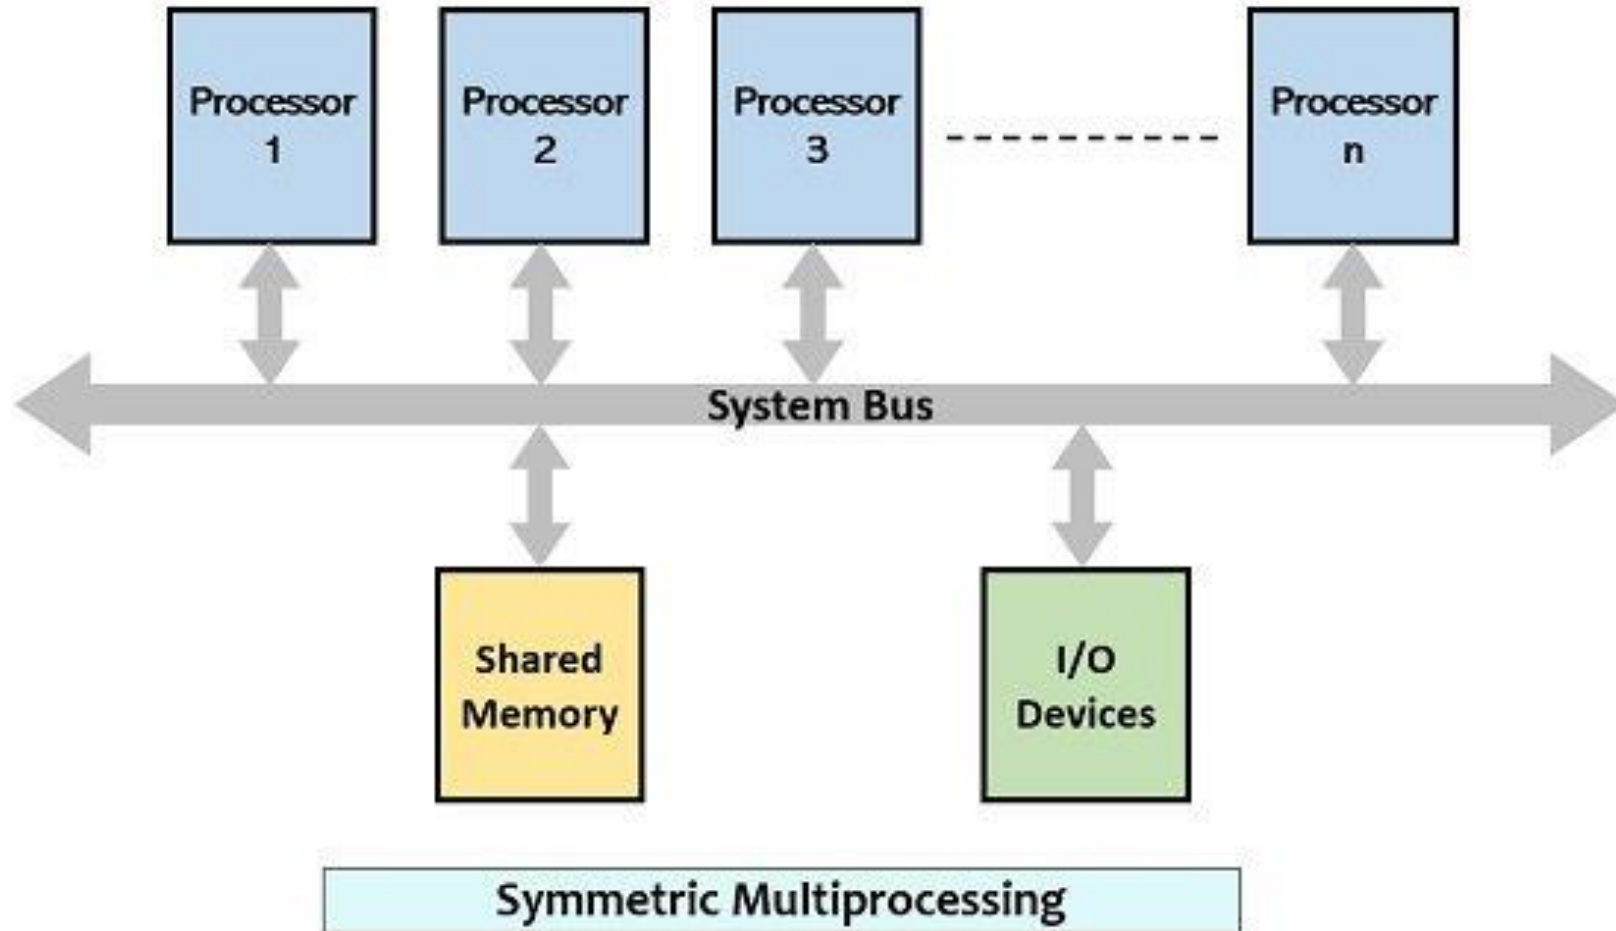 Processor
1
Processor
2
Processor
3
Processor
n
System Bus
Shared
Memory
I/O
Devices
Symmetric Multiprocessing